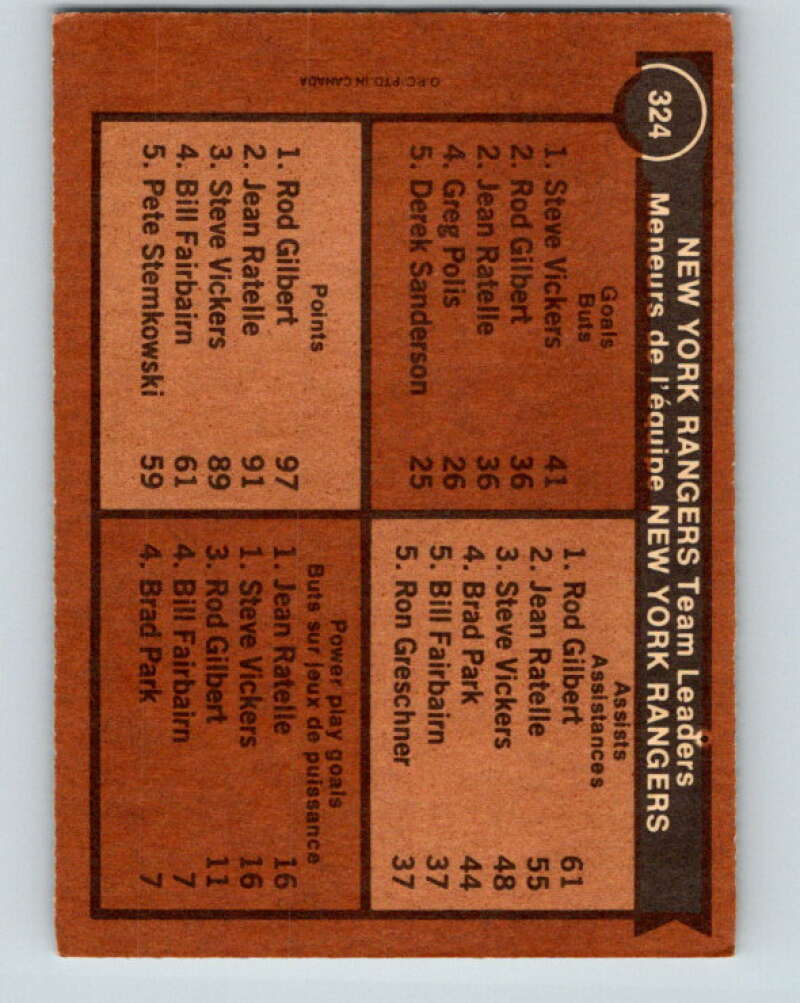 324
NEW YORK RANGERS Team Leaders
Meneurs de l'équipe NEW YORK RANGERS
Goals
Buts
1. Steve Vickers 41
2. Rod Gilbert 36
2. Jean Ratelle 36
4. Greg Polis 26
5. Derek Sanderson 25
Assists
Assistances
1. Rod Gilbert 61
2. Jean Ratelle 55
3. Steve Vickers 48
4. Brad Park 44
5. Bill Fairbairn 37
5. Ron Greschner 37
Points
1. Rod Gilbert 97
2. Jean Ratelle 91
3. Steve Vickers 89
4. Bill Fairbairn 61
5. Pete Stemkowski 59
Power play goals
Buts sur jeux de puissance
1. Jean Ratelle 16
1. Steve Vickers 16
3. Rod Gilbert 11
4. Bill Fairbairn 7
4. Brad Park 7
O.P.C. PTD. IN CANADA